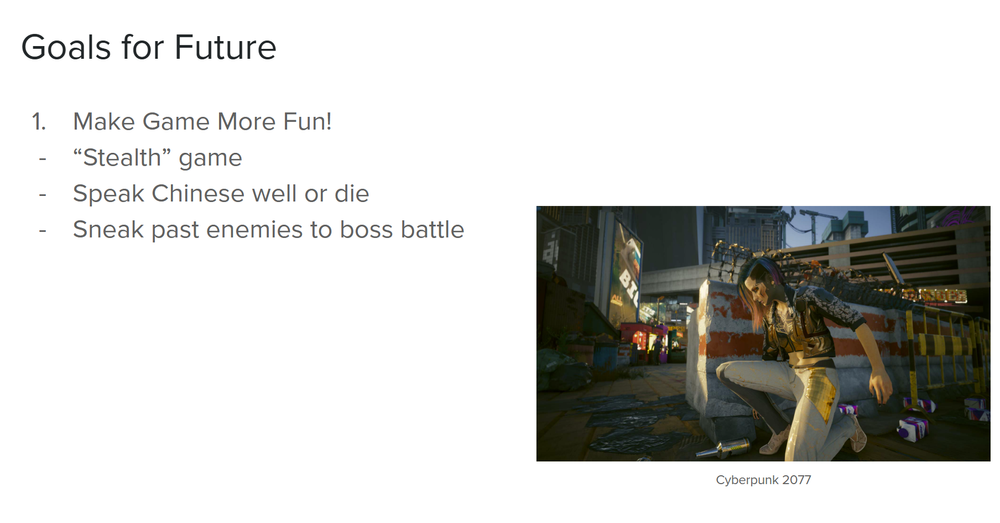 Goals for Future
1. Make Game More Fun!
- “Stealth” game
- Speak Chinese well or die
- Sneak past enemies to boss battle
Cyberpunk 2077